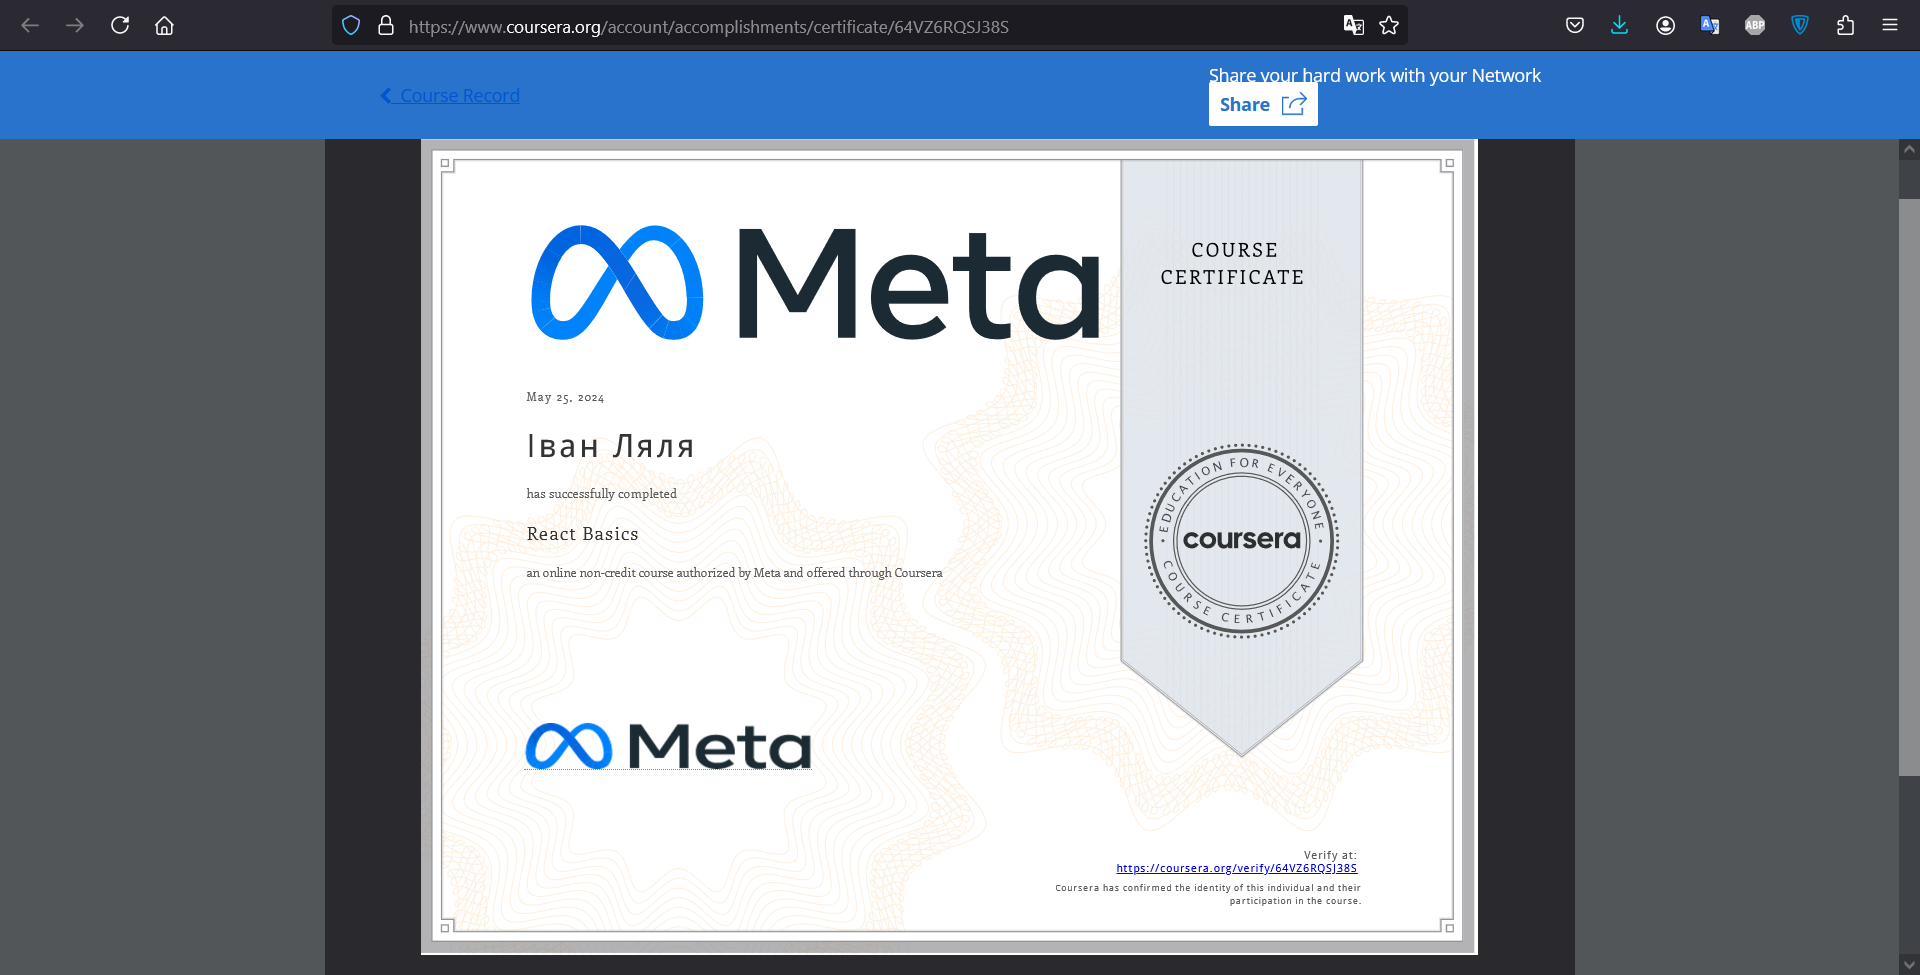 https://www.coursera.org/account/accomplishments/certificate/64VZ6RQSJ38S
ABP
Course Record
Share your hard work with your Network
Share
Meta
COURSE
CERTIFICATE
May 25, 2024
Іван Ляля
has successfully completed
React Basics
an online non-credit course authorized by Meta and offered through Coursera
EDUCATION FOR EVERYONE
coursera
COURSE CERTIFICATE
Meta
Verify at:
https://coursera.org/verify/64VZ6RQSJ38S
Coursera has confirmed the identity of this individual and their
participation in the course.